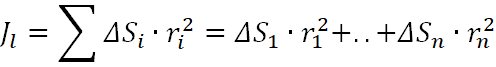 J_l = ∑ ΔS_i · r_i^2 = ΔS_1 · r_1^2+..+ΔS_n · r_n^2